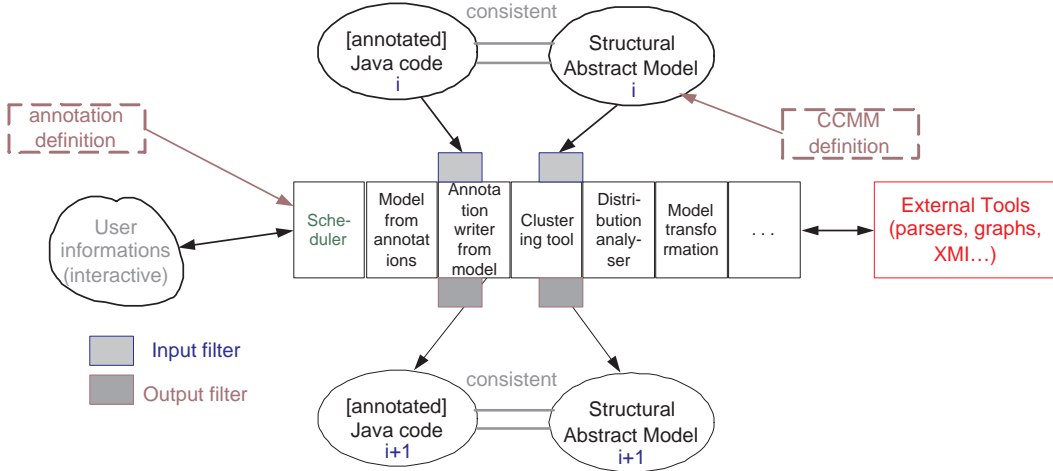 consistent
[annotated]
Java code
i
Structural
Abstract Model
i
annotation
definition
CCMM
definition
User
informations
(interactive)
Sche-
duler
Model
from
annotat
ions
Annota
tion
writer
from
model
Cluster
ing tool
Distri-
bution
analy-
ser
Model
transfo
rmation
. . .
External Tools
(parsers, graphs,
XMI...)
Input filter
Output filter
consistent
[annotated]
Java code
i+1
Structural
Abstract Model
i+1